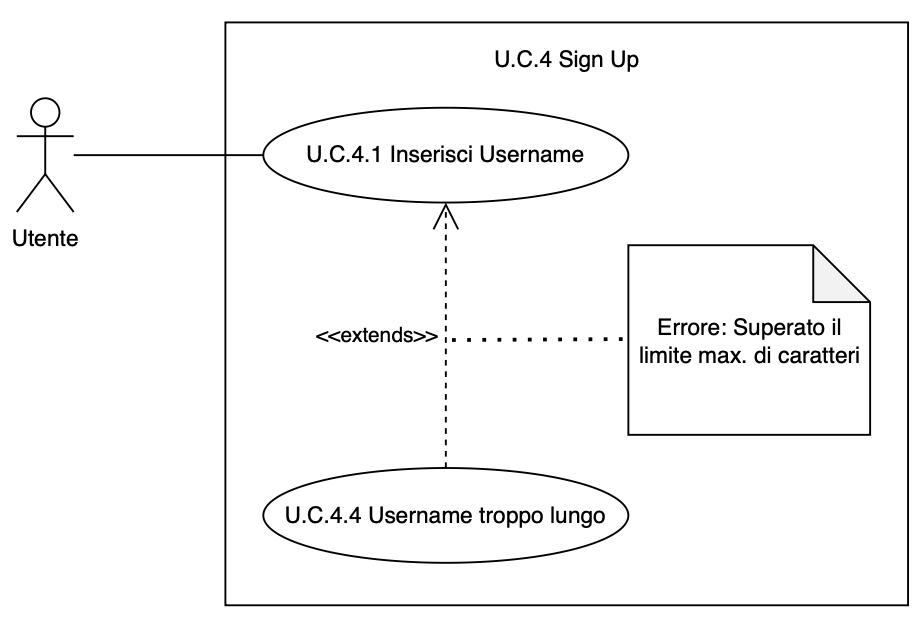 U.C.4 Sign Up
U.C.4.1 Inserisci Username
Utente
<<extends>>
Errore: Superato il
limite max. di caratteri
U.C.4.4 Username troppo lungo